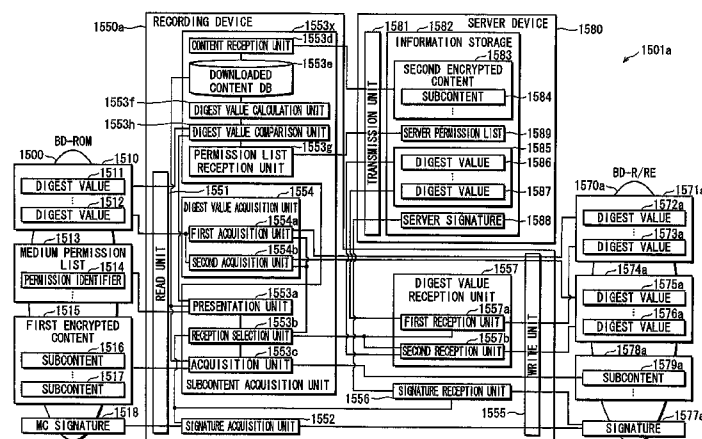 1550a
RECORDING DEVICE
1553x
1553d
CONTENT RECEPTION UNIT
1553e
DOWNLOADED
CONTENT DB
1553f
DIGEST VALUE CALCULATION UNIT
1553h
DIGEST VALUE COMPARISON UNIT
1553g
PERMISSION LIST
RECEPTION UNIT
1551
1554
DIGEST VALUE ACQUISITION UNIT
1554a
FIRST ACQUISITION UNIT
1554b
SECOND ACQUISITION UNIT
1553a
PRESENTATION UNIT
1553b
RECEPTION SELECTION UNIT
1553c
ACQUISITION UNIT
SUBCONTENT ACQUISITION UNIT
1552
SIGNATURE ACQUISITION UNIT
READ UNIT
BD-ROM
1500
1510
1511
DIGEST VALUE
1512
DIGEST VALUE
1513
MEDIUM PERMISSION
LIST
1514
PERMISSION IDENTIFIER
1515
FIRST ENCRYPTED
CONTENT
1516
SUBCONTENT
1517
SUBCONTENT
1518
MC SIGNATURE
SERVER DEVICE
1580
1581
1582
TRANSMISSION UNIT
INFORMATION STORAGE
1583
SECOND ENCRYPTED
CONTENT
SUBCONTENT
1584
SERVER PERMISSION LIST
1589
1585
DIGEST VALUE
1586
DIGEST VALUE
1587
SERVER SIGNATURE
1588
1557
DIGEST VALUE
RECEPTION UNIT
1557a
FIRST RECEPTION UNIT
1557b
SECOND RECEPTION UNIT
SIGNATURE RECEPTION UNIT
1556
1555
WRITE UNIT
1501a
BD-R/RE
1570a
1571a
1572a
DIGEST VALUE
1573a
DIGEST VALUE
1574a
1575a
DIGEST VALUE
1576a
DIGEST VALUE
1578a
1579a
SUBCONTENT
1577a
SIGNATURE